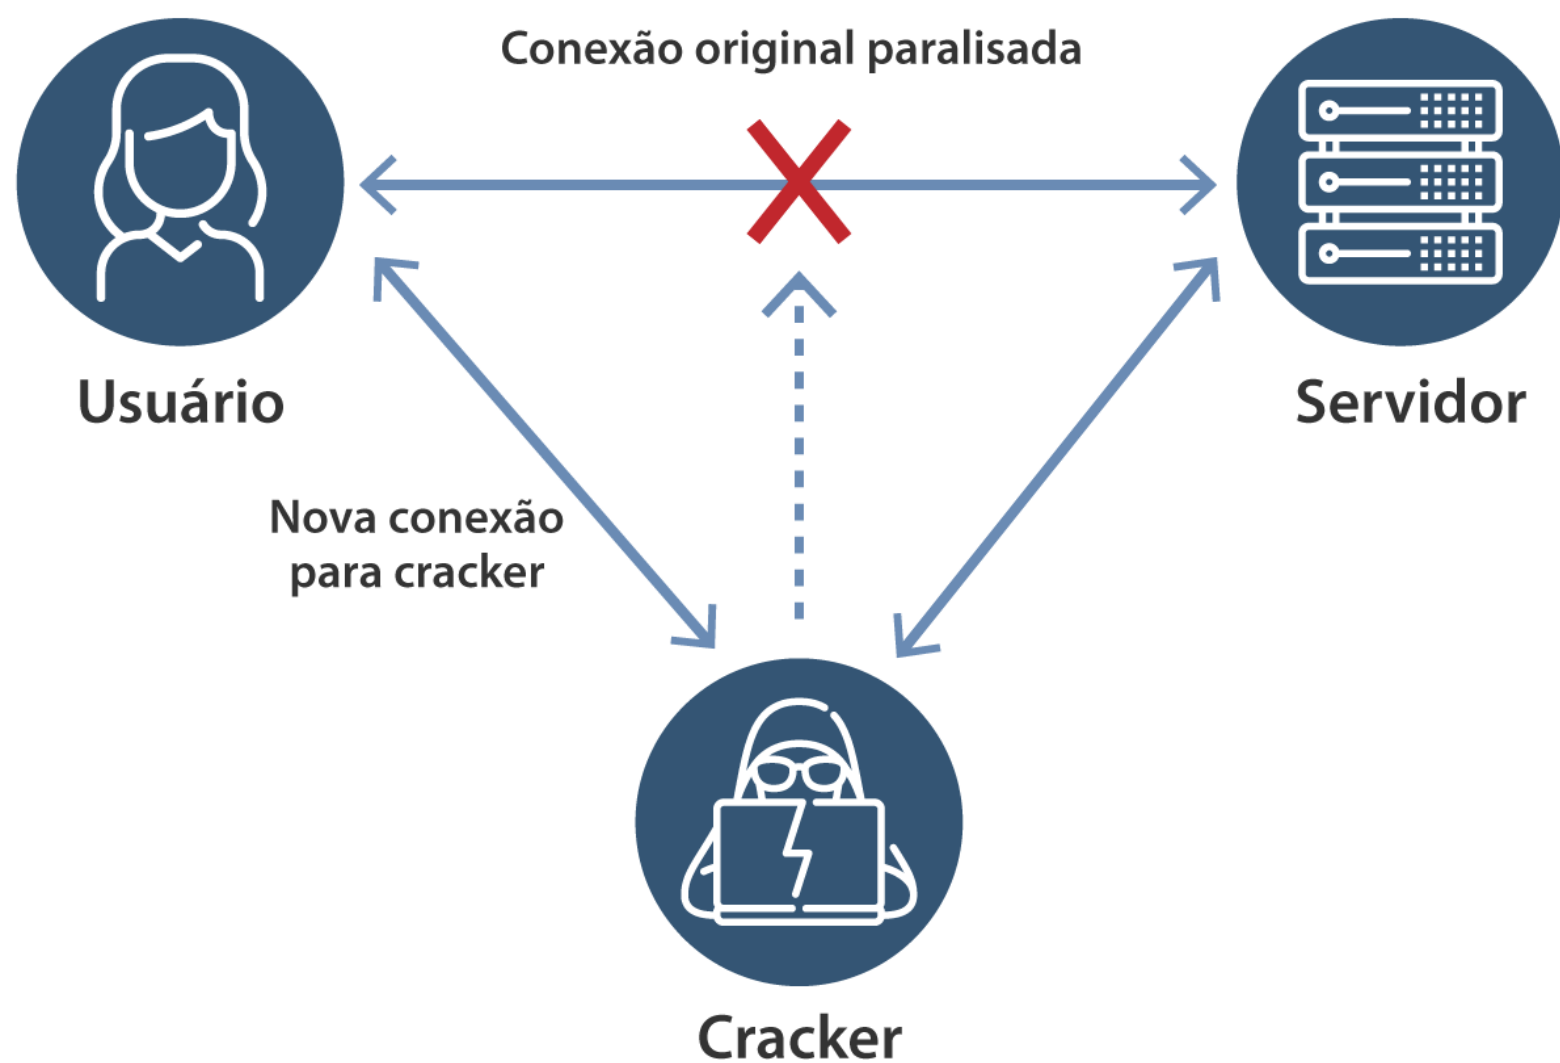 Conexão original paralisada
Usuário
Servidor
Nova conexão
para cracker
Cracker